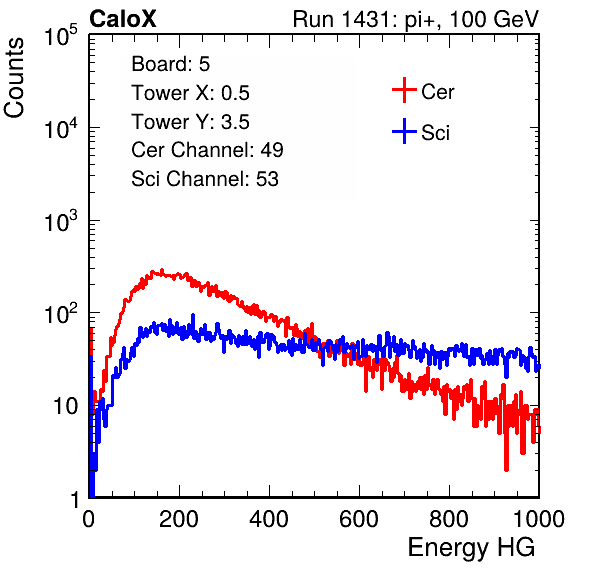 CaloX Run 1431: pi+, 100 GeV
Board: 5
Tower X: 0.5
Tower Y: 3.5
Cer Channel: 49
Sci Channel: 53
Cer
Sci
Counts
10^5
10^4
10^3
10^2
10
1
0 200 400 600 800 1000
Energy HG